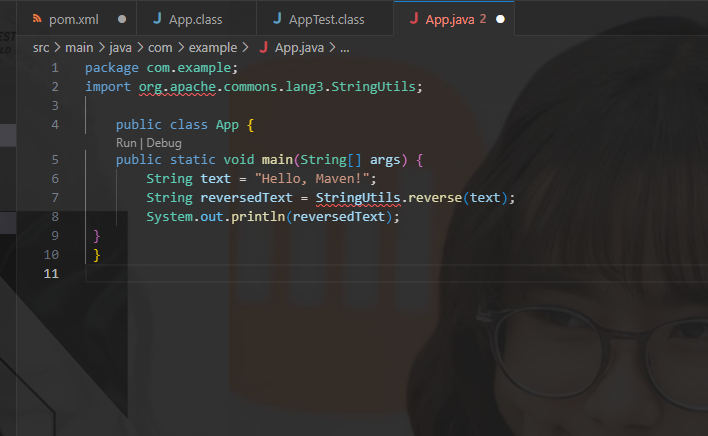 pom.xml App.class AppTest.class App.java 2
src > main > java > com > example > App.java > ...
1 package com.example;
2 import org.apache.commons.lang3.StringUtils;
3
4 public class App {
Run | Debug
5 public static void main(String[] args) {
6 String text = "Hello, Maven!";
7 String reversedText = StringUtils.reverse(text);
8 System.out.println(reversedText);
9 }
10 }
11